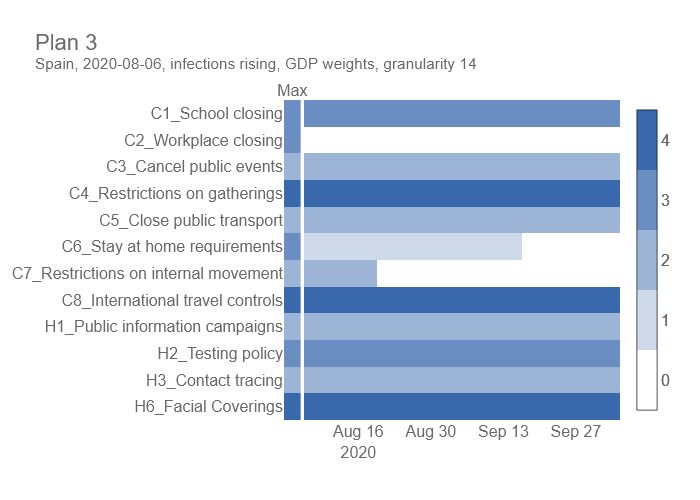 Plan 3
Spain, 2020-08-06, infections rising, GDP weights, granularity 14
Max
C1_School closing
C2_Workplace closing
C3_Cancel public events
C4_Restrictions on gatherings
C5_Close public transport
C6_Stay at home requirements
C7_Restrictions on internal movement
C8_International travel controls
H1_Public information campaigns
H2_Testing policy
H3_Contact tracing
H6_Facial Coverings
Aug 16 Aug 30 Sep 13 Sep 27
2020
4
3
2
1
0